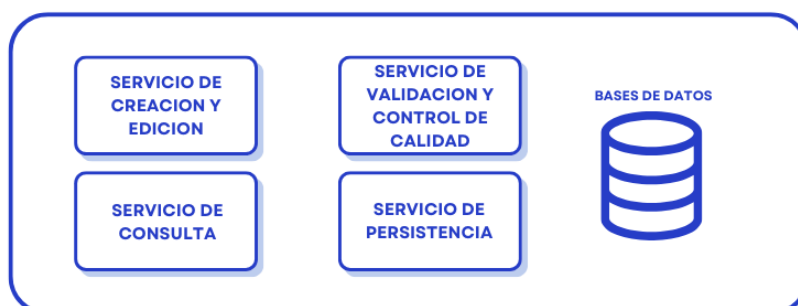 SERVICIO DE
CREACION Y
EDICION
SERVICIO DE
VALIDACION Y
CONTROL DE
CALIDAD
BASES DE DATOS
SERVICIO DE
CONSULTA
SERVICIO DE
PERSISTENCIA